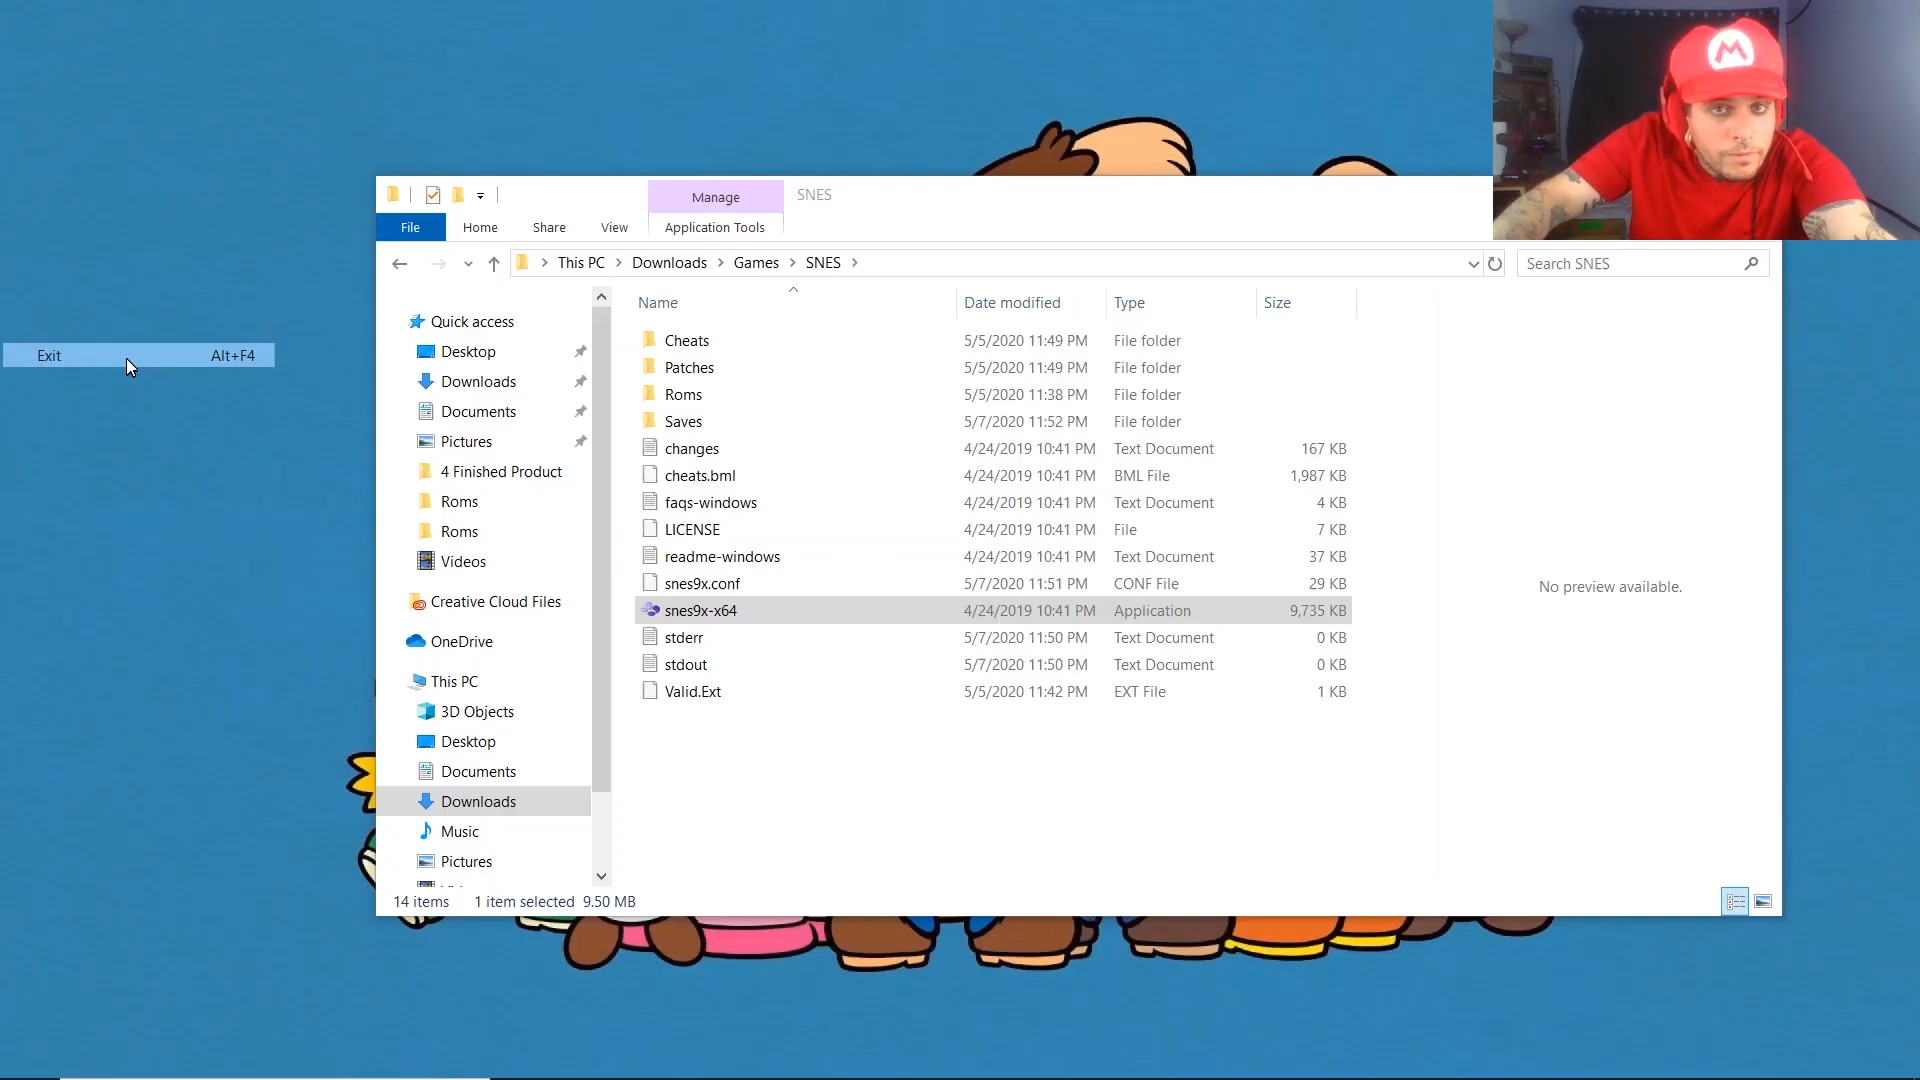 M
Manage
SNES
File
Home
Share
View
Application Tools
This PC
Downloads
Games
SNES
Search SNES
Name
Date modified
Type
Size
Quick access
Desktop
Downloads
Documents
Pictures
4 Finished Product
Roms
Roms
Videos
Creative Cloud Files
OneDrive
This PC
3D Objects
Desktop
Documents
Downloads
Music
Pictures
Exit Alt+F4
Cheats 5/5/2020 11:49 PM File folder
Patches 5/5/2020 11:49 PM File folder
Roms 5/5/2020 11:38 PM File folder
Saves 5/7/2020 11:52 PM File folder
changes 4/24/2019 10:41 PM Text Document 167 KB
cheats.bml 4/24/2019 10:41 PM BML File 1,987 KB
faqs-windows 4/24/2019 10:41 PM Text Document 4 KB
LICENSE 4/24/2019 10:41 PM File 7 KB
readme-windows 4/24/2019 10:41 PM Text Document 37 KB
snes9x.conf 5/7/2020 11:51 PM CONF File 29 KB
snes9x-x64 4/24/2019 10:41 PM Application 9,735 KB
stderr 5/7/2020 11:50 PM Text Document 0 KB
stdout 5/7/2020 11:50 PM Text Document 0 KB
Valid.Ext 5/5/2020 11:42 PM EXT File 1 KB
No preview available.
14 items 1 item selected 9.50 MB